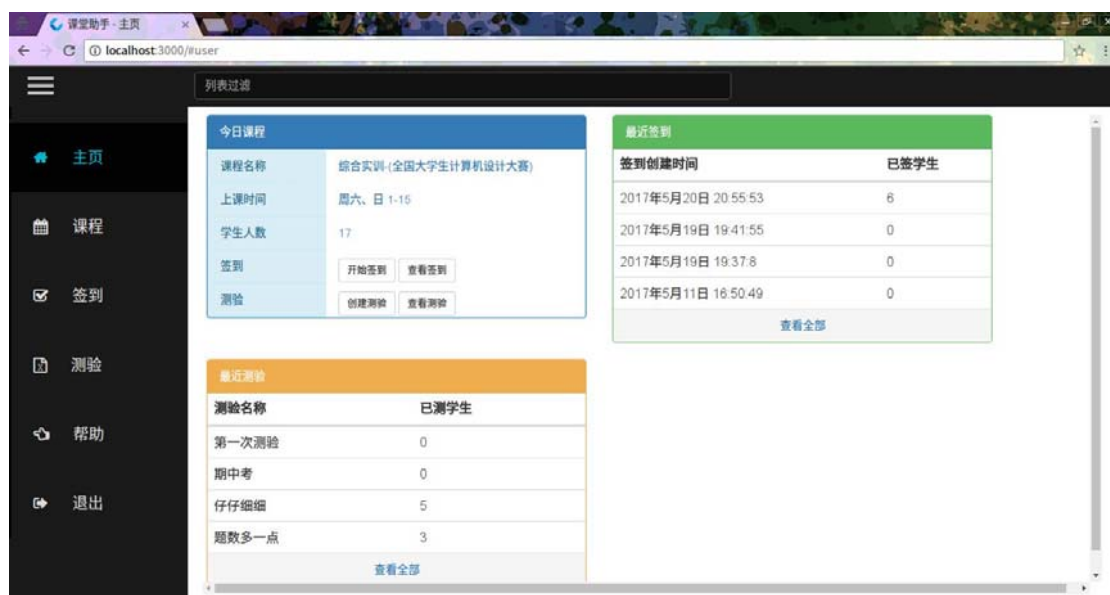 课堂助手 - 主页
localhost:3000/#user
列表过滤
主页
课程
签到
测验
帮助
退出
今日课程
课程名称 综合实训-(全国大学生计算机设计大赛)
上课时间 周六、日 1-15
学生人数 17
签到 开始签到 查看签到
测验 创建测验 查看测验
最近签到
签到创建时间 已签学生
2017年5月20日 20:55:53 6
2017年5月19日 19:41:55 0
2017年5月19日 19:37:8 0
2017年5月11日 16:50:49 0
查看全部
最近测验
测验名称 已测学生
第一次测验 0
期中考 0
仔仔细细 5
题数多一点 3
查看全部